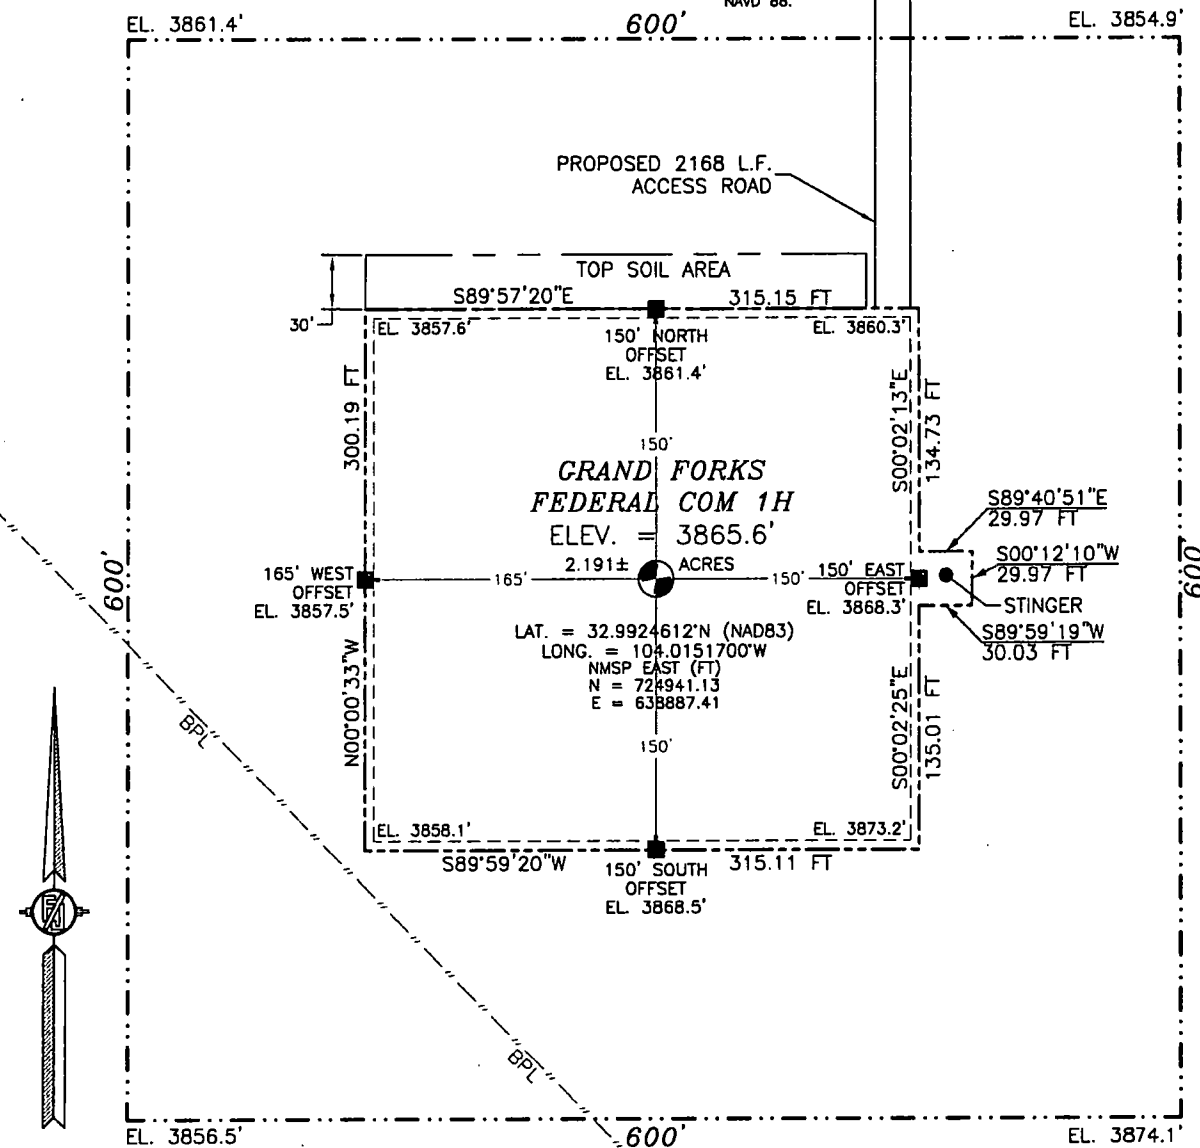 NAVD 88.
EL. 3861.4'
600'
EL. 3854.9'
PROPOSED 2168 L.F.
ACCESS ROAD
TOP SOIL AREA
S89°57'20"E
315.15 FT
30'
EL. 3857.6'
EL. 3860.3'
150' NORTH
OFFSET
EL. 3861.4'
300.19 FT
S00°02'13"E
134.73 FT
150'
GRAND FORKS
FEDERAL COM 1H
ELEV. = 3865.6'
2.191± ACRES
S89°40'51"E
29.97 FT
600'
165' WEST
OFFSET
EL. 3857.5'
165'
150'
150' EAST
OFFSET
EL. 3868.3'
S00°12'10"W
29.97 FT
600'
STINGER
S89°59'19"W
30.03 FT
LAT. = 32.9924612°N (NAD83)
LONG. = 104.0151700°W
NMSP EAST (FT)
N = 724941.13
E = 638887.41
N00°00'33"W
S00°02'25"E
135.01 FT
BPL
150'
EL. 3858.1'
EL. 3873.2'
S89°59'20"W
315.11 FT
150' SOUTH
OFFSET
EL. 3868.5'
BPL
EL. 3856.5'
600'
EL. 3874.1'